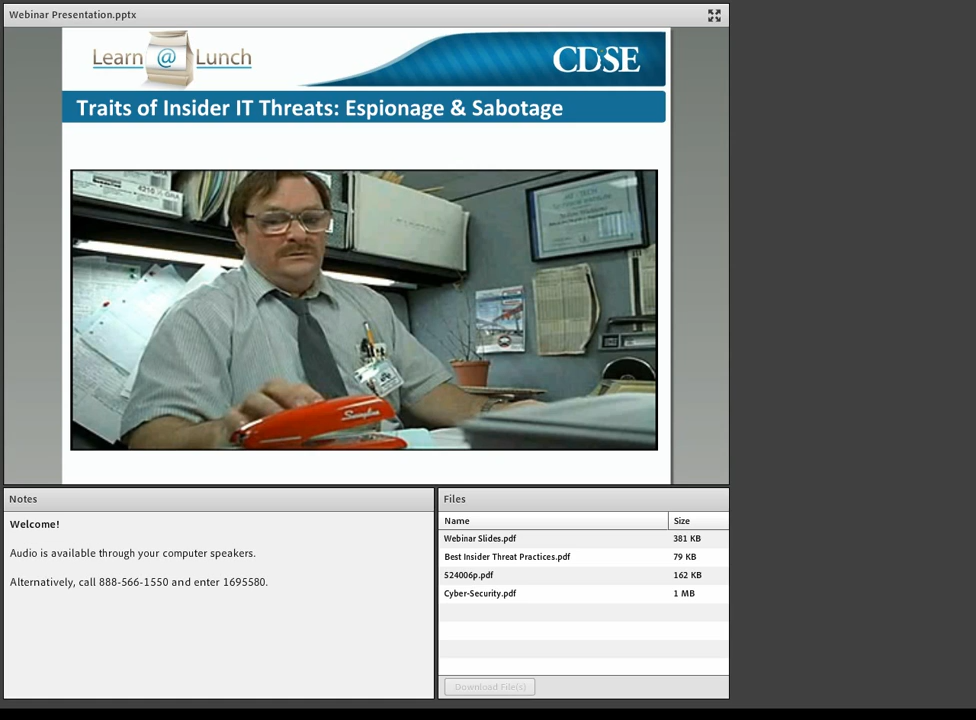 Webinar Presentation.pptx
Learn @ Lunch
CDSE
Traits of Insider IT Threats: Espionage & Sabotage
Swingline
Notes
Welcome!
Audio is available through your computer speakers.
Alternatively, call 888-566-1550 and enter 1695580.
Files
Name Size
Webinar Slides.pdf 381 KB
Best Insider Threat Practices.pdf 79 KB
S24006p.pdf 162 KB
Cyber-Security.pdf 1 MB
Download File(s)